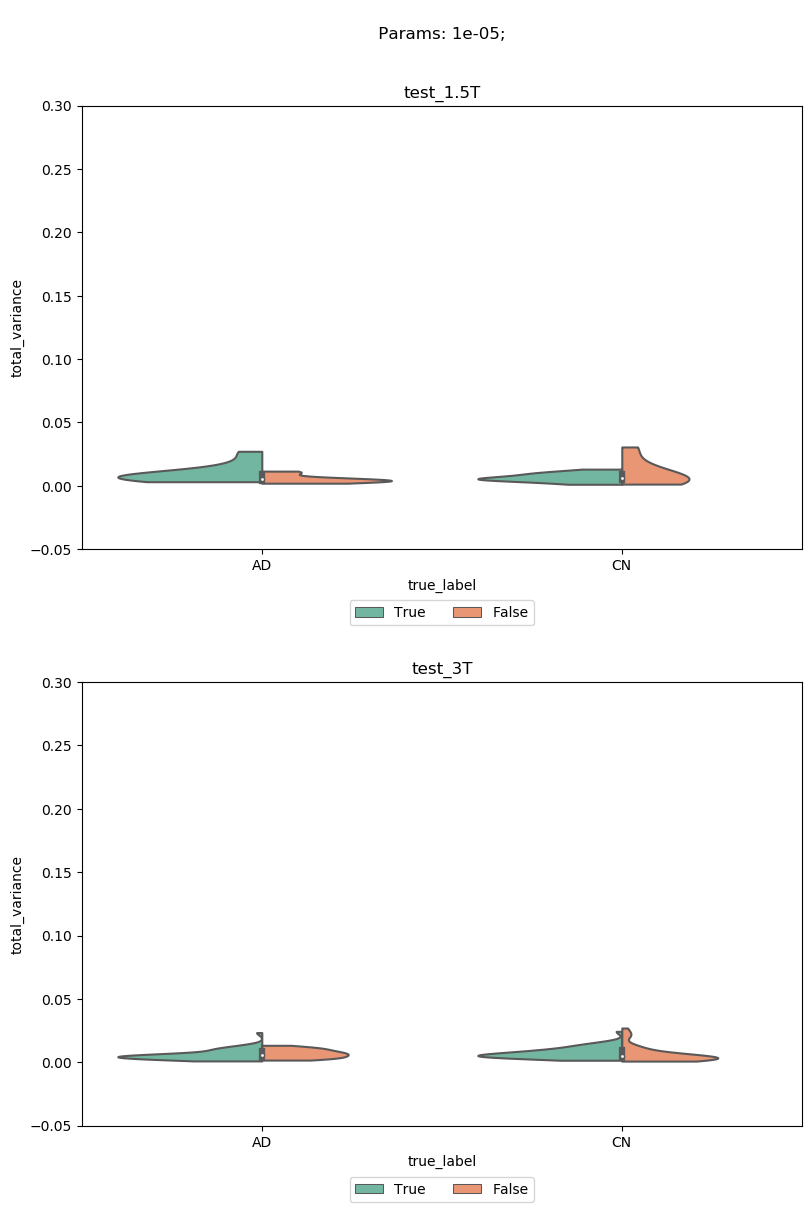 Params: 1e-05;
test_1.5T
0.30
0.25
0.20
0.15
0.10
0.05
0.00
−0.05
total_variance
AD CN
true_label
True False
test_3T
0.30
0.25
0.20
0.15
0.10
0.05
0.00
−0.05
total_variance
AD CN
true_label
True False